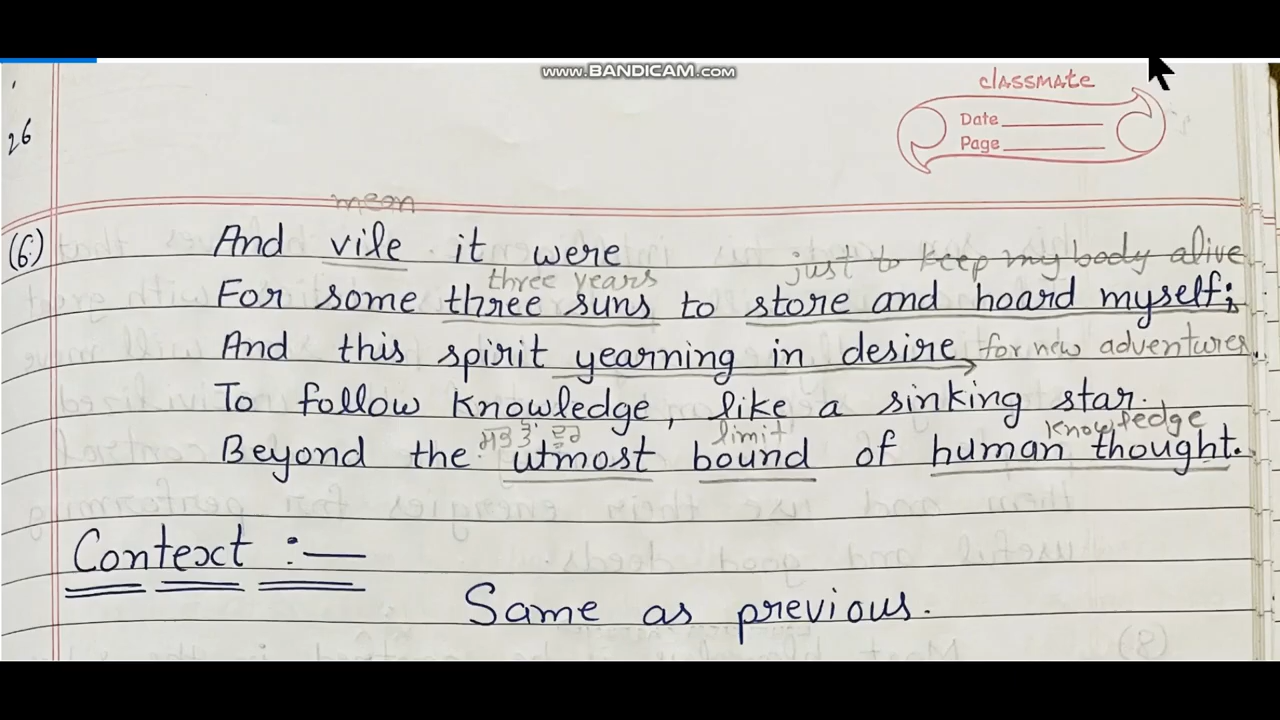 www.BANDICAM.com
classmate
Date
Page
26
mean
(6.) And vile it were
three years just to keep my body alive
For some three suns to store and hoard myself;
And this spirit yearning in desire for new adventures.
To follow knowledge, like a sinking star.
limit knowledge
Beyond the utmost bound of human thought.
Context :—
Same as previous.